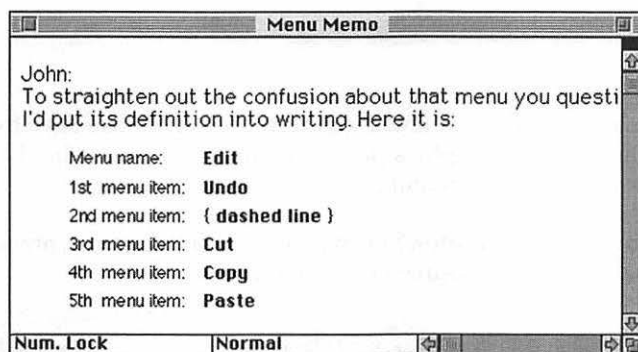 Menu Memo
John:
To straighten out the confusion about that menu you questi
I'd put its definition into writing. Here it is:
Menu name: Edit
1st menu item: Undo
2nd menu item: { dashed line }
3rd menu item: Cut
4th menu item: Copy
5th menu item: Paste
Num. Lock Normal